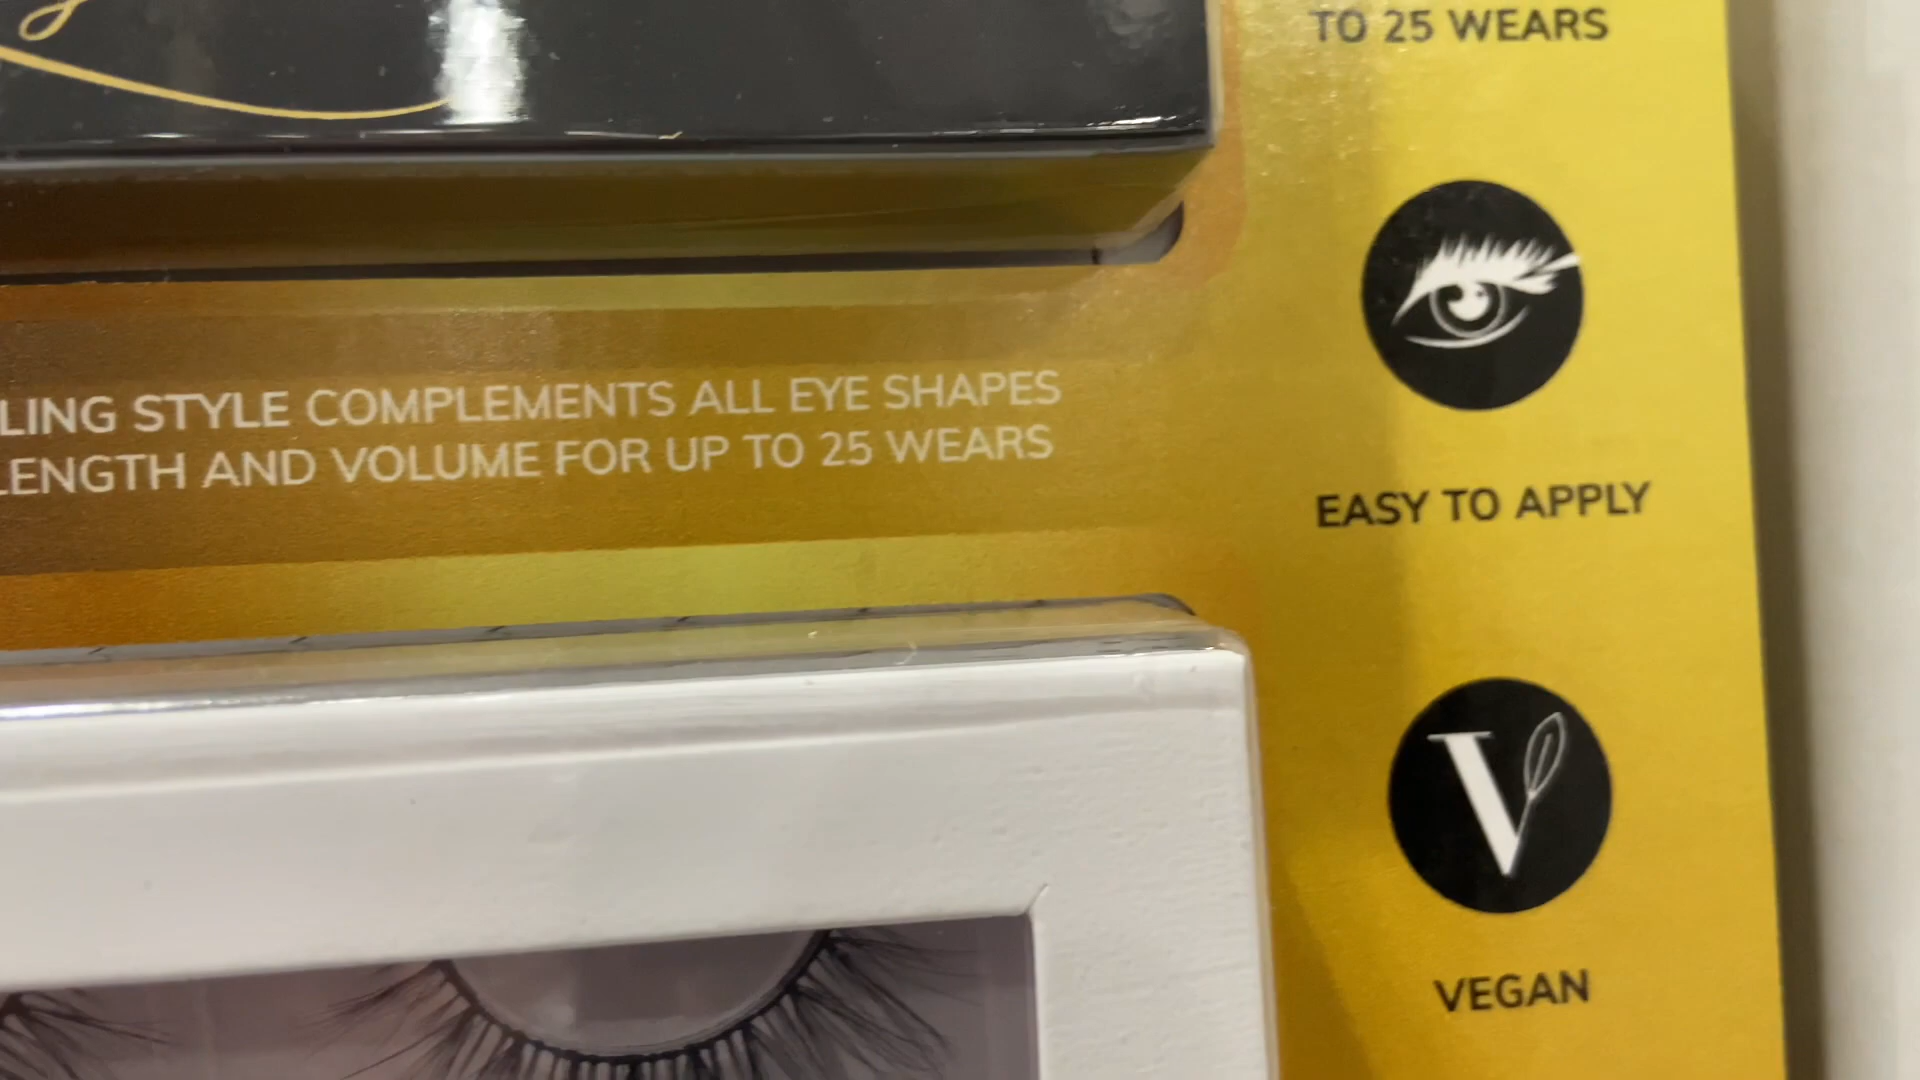 TO 25 WEARS
LING STYLE COMPLEMENTS ALL EYE SHAPES
LENGTH AND VOLUME FOR UP TO 25 WEARS
EASY TO APPLY
V
VEGAN